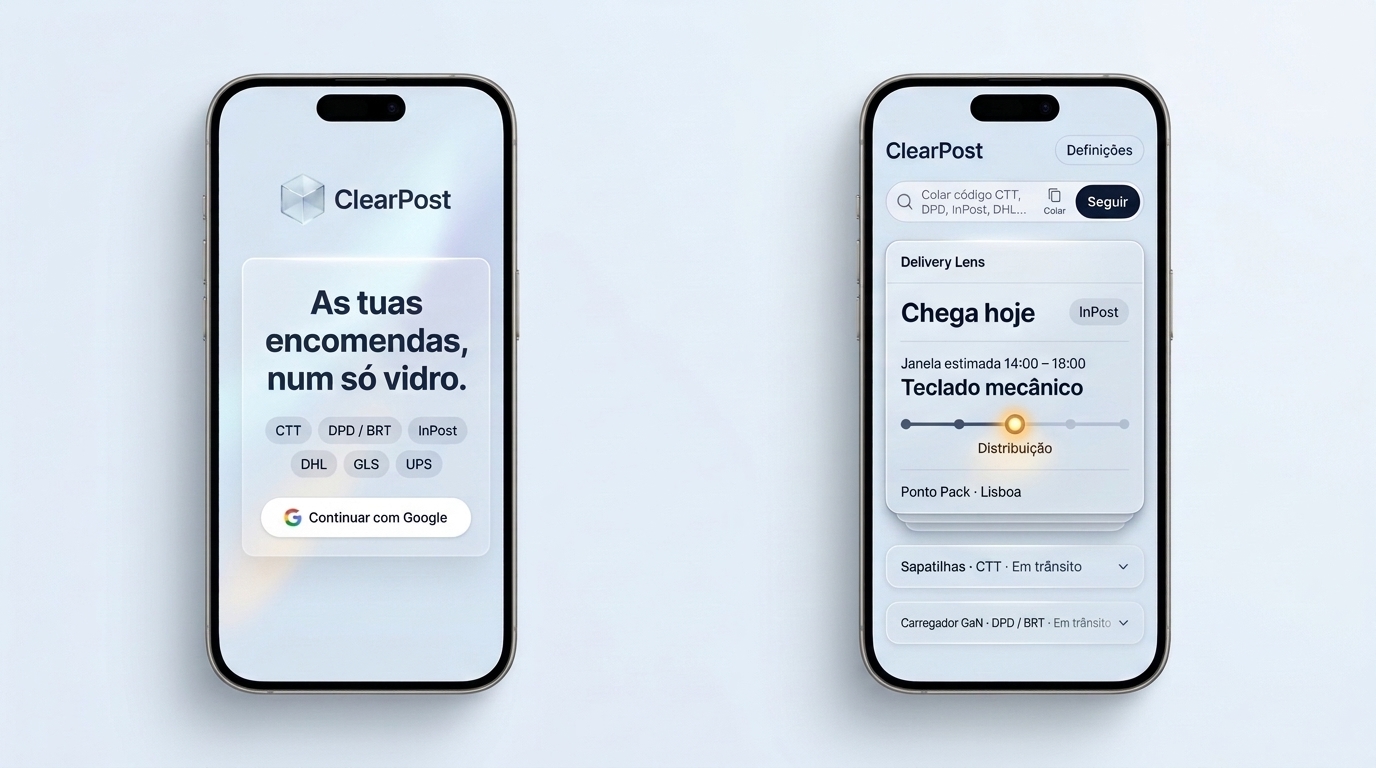 ClearPost
As tuas
encomendas,
num só vidro.
CTT
DPD / BRT
InPost
DHL
GLS
UPS
Continuar com Google
ClearPost
Definições
Colar código CTT,
DPD, InPost, DHL...
Colar
Seguir
Delivery Lens
Chega hoje
InPost
Janela estimada 14:00 – 18:00
Teclado mecânico
Distribuição
Ponto Pack · Lisboa
Sapatilhas · CTT · Em trânsito
Carregador GaN · DPD / BRT · Em trânsito